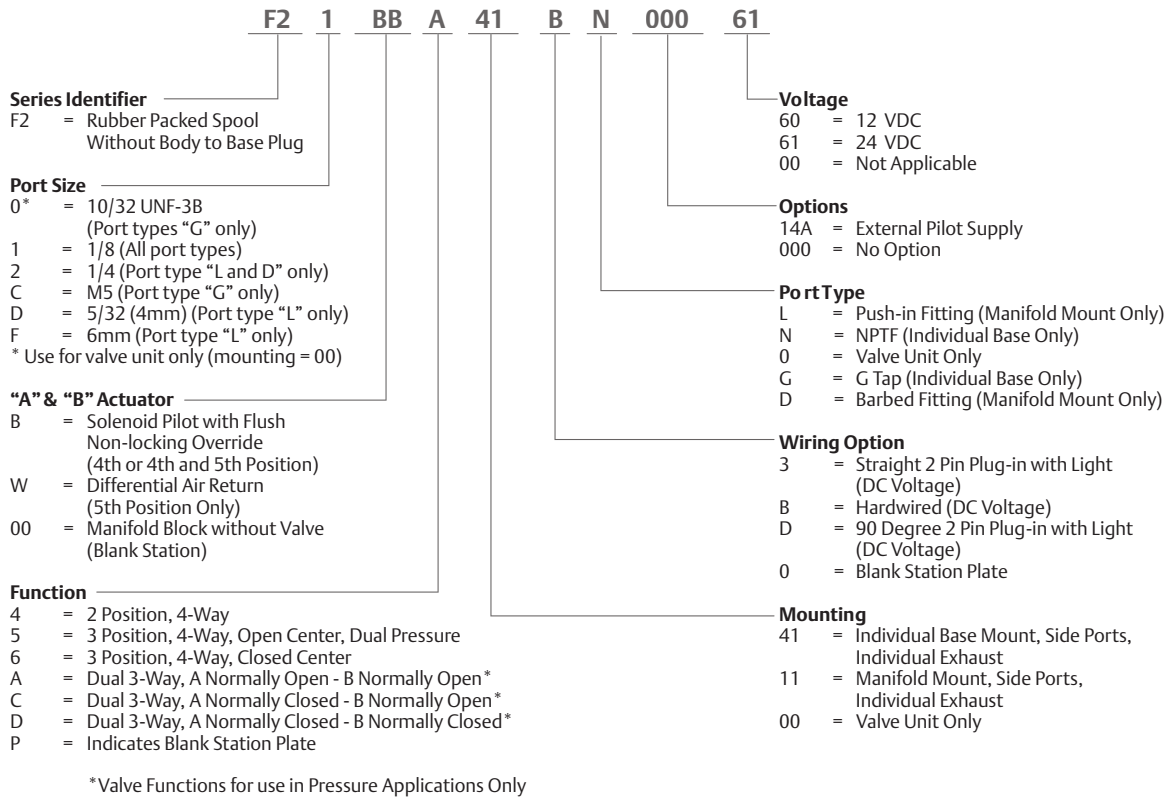 F2 1 BB A 41 B N 000 61
Series Identifier
F2 = Rubber Packed Spool
Without Body to Base Plug
Port Size
0* = 10/32 UNF-3B
(Port types “G” only)
1 = 1/8 (All port types)
2 = 1/4 (Port type “L and D” only)
C = M5 (Port type “G” only)
D = 5/32 (4mm) (Port type “L” only)
F = 6mm (Port type “L” only)
* Use for valve unit only (mounting = 00)
“A” & “B” Actuator
B = Solenoid Pilot with Flush
Non-locking Override
(4th or 4th and 5th Position)
W = Differential Air Return
(5th Position Only)
00 = Manifold Block without Valve
(Blank Station)
Function
4 = 2 Position, 4-Way
5 = 3 Position, 4-Way, Open Center, Dual Pressure
6 = 3 Position, 4-Way, Closed Center
A = Dual 3-Way, A Normally Open - B Normally Open*
C = Dual 3-Way, A Normally Closed - B Normally Open*
D = Dual 3-Way, A Normally Closed - B Normally Closed*
P = Indicates Blank Station Plate
*Valve Functions for use in Pressure Applications Only
Voltage
60 = 12 VDC
61 = 24 VDC
00 = Not Applicable
Options
14A = External Pilot Supply
000 = No Option
Port Type
L = Push-in Fitting (Manifold Mount Only)
N = NPTF (Individual Base Only)
0 = Valve Unit Only
G = G Tap (Individual Base Only)
D = Barbed Fitting (Manifold Mount Only)
Wiring Option
3 = Straight 2 Pin Plug-in with Light
(DC Voltage)
B = Hardwired (DC Voltage)
D = 90 Degree 2 Pin Plug-in with Light
(DC Voltage)
0 = Blank Station Plate
Mounting
41 = Individual Base Mount, Side Ports,
Individual Exhaust
11 = Manifold Mount, Side Ports,
Individual Exhaust
00 = Valve Unit Only